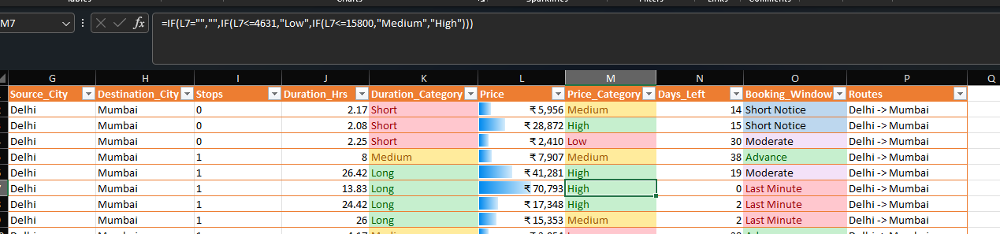 M7 fx =IF(L7="","",IF(L7<=4631,"Low",IF(L7<=15800,"Medium","High")))
G H I J K L M N O P Q
Source_City Destination_City Stops Duration_Hrs Duration_Category Price Price_Category Days_Left Booking_Window Routes
Delhi Mumbai 0 2.17 Short ₹ 5,956 Medium 14 Short Notice Delhi -> Mumbai
Delhi Mumbai 0 2.08 Short ₹ 28,872 High 15 Short Notice Delhi -> Mumbai
Delhi Mumbai 0 2.25 Short ₹ 2,410 Low 30 Moderate Delhi -> Mumbai
Delhi Mumbai 1 8 Medium ₹ 7,907 Medium 38 Advance Delhi -> Mumbai
Delhi Mumbai 1 26.42 Long ₹ 41,281 High 19 Moderate Delhi -> Mumbai
Delhi Mumbai 1 13.83 Long ₹ 70,793 High 0 Last Minute Delhi -> Mumbai
Delhi Mumbai 1 24.42 Long ₹ 17,348 High 2 Last Minute Delhi -> Mumbai
Delhi Mumbai 1 26 Long ₹ 15,353 Medium 2 Last Minute Delhi -> Mumbai